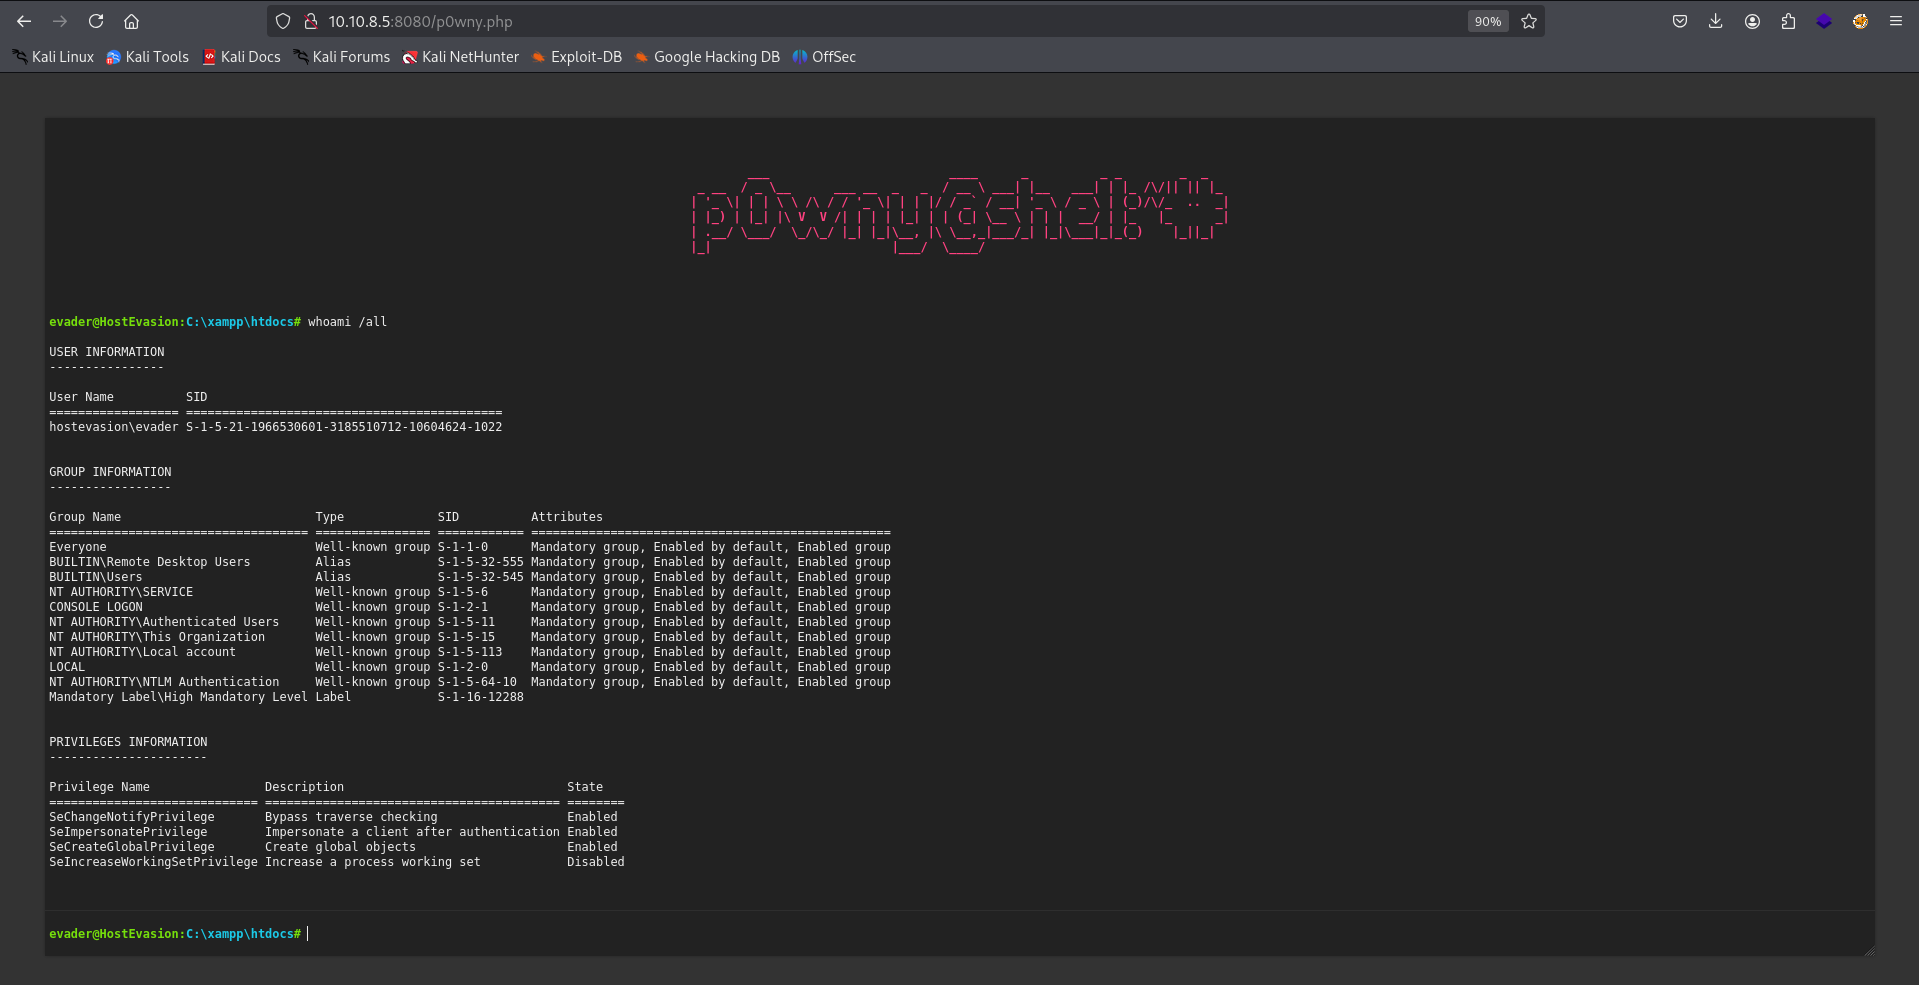 10.10.8.5:8080/p0wny.php 90%
Kali Linux Kali Tools Kali Docs Kali Forums Kali NetHunter Exploit-DB Google Hacking DB OffSec
p0wny@shell:~#
evader@HostEvasion:C:\xampp\htdocs# whoami /all
USER INFORMATION
----------------
User Name          SID
================== ============================================
hostevasion\evader S-1-5-21-1966530601-3185510712-10604624-1022
GROUP INFORMATION
-----------------
Group Name                           Type             SID          Attributes
==================================== ================ ============ ==================================================
Everyone                             Well-known group S-1-1-0      Mandatory group, Enabled by default, Enabled group
BUILTIN\Remote Desktop Users         Alias            S-1-5-32-555 Mandatory group, Enabled by default, Enabled group
BUILTIN\Users                        Alias            S-1-5-32-545 Mandatory group, Enabled by default, Enabled group
NT AUTHORITY\SERVICE                 Well-known group S-1-5-6      Mandatory group, Enabled by default, Enabled group
CONSOLE LOGON                        Well-known group S-1-2-1      Mandatory group, Enabled by default, Enabled group
NT AUTHORITY\Authenticated Users     Well-known group S-1-5-11     Mandatory group, Enabled by default, Enabled group
NT AUTHORITY\This Organization       Well-known group S-1-5-15     Mandatory group, Enabled by default, Enabled group
NT AUTHORITY\Local account           Well-known group S-1-5-113    Mandatory group, Enabled by default, Enabled group
LOCAL                                Well-known group S-1-2-0      Mandatory group, Enabled by default, Enabled group
NT AUTHORITY\NTLM Authentication     Well-known group S-1-5-64-10  Mandatory group, Enabled by default, Enabled group
Mandatory Label\High Mandatory Level Label            S-1-16-12288
PRIVILEGES INFORMATION
----------------------
Privilege Name                Description                               State
============================= ========================================= ========
SeChangeNotifyPrivilege       Bypass traverse checking                  Enabled
SeImpersonatePrivilege        Impersonate a client after authentication Enabled
SeCreateGlobalPrivilege       Create global objects                     Enabled
SeIncreaseWorkingSetPrivilege Increase a process working set            Disabled
evader@HostEvasion:C:\xampp\htdocs#